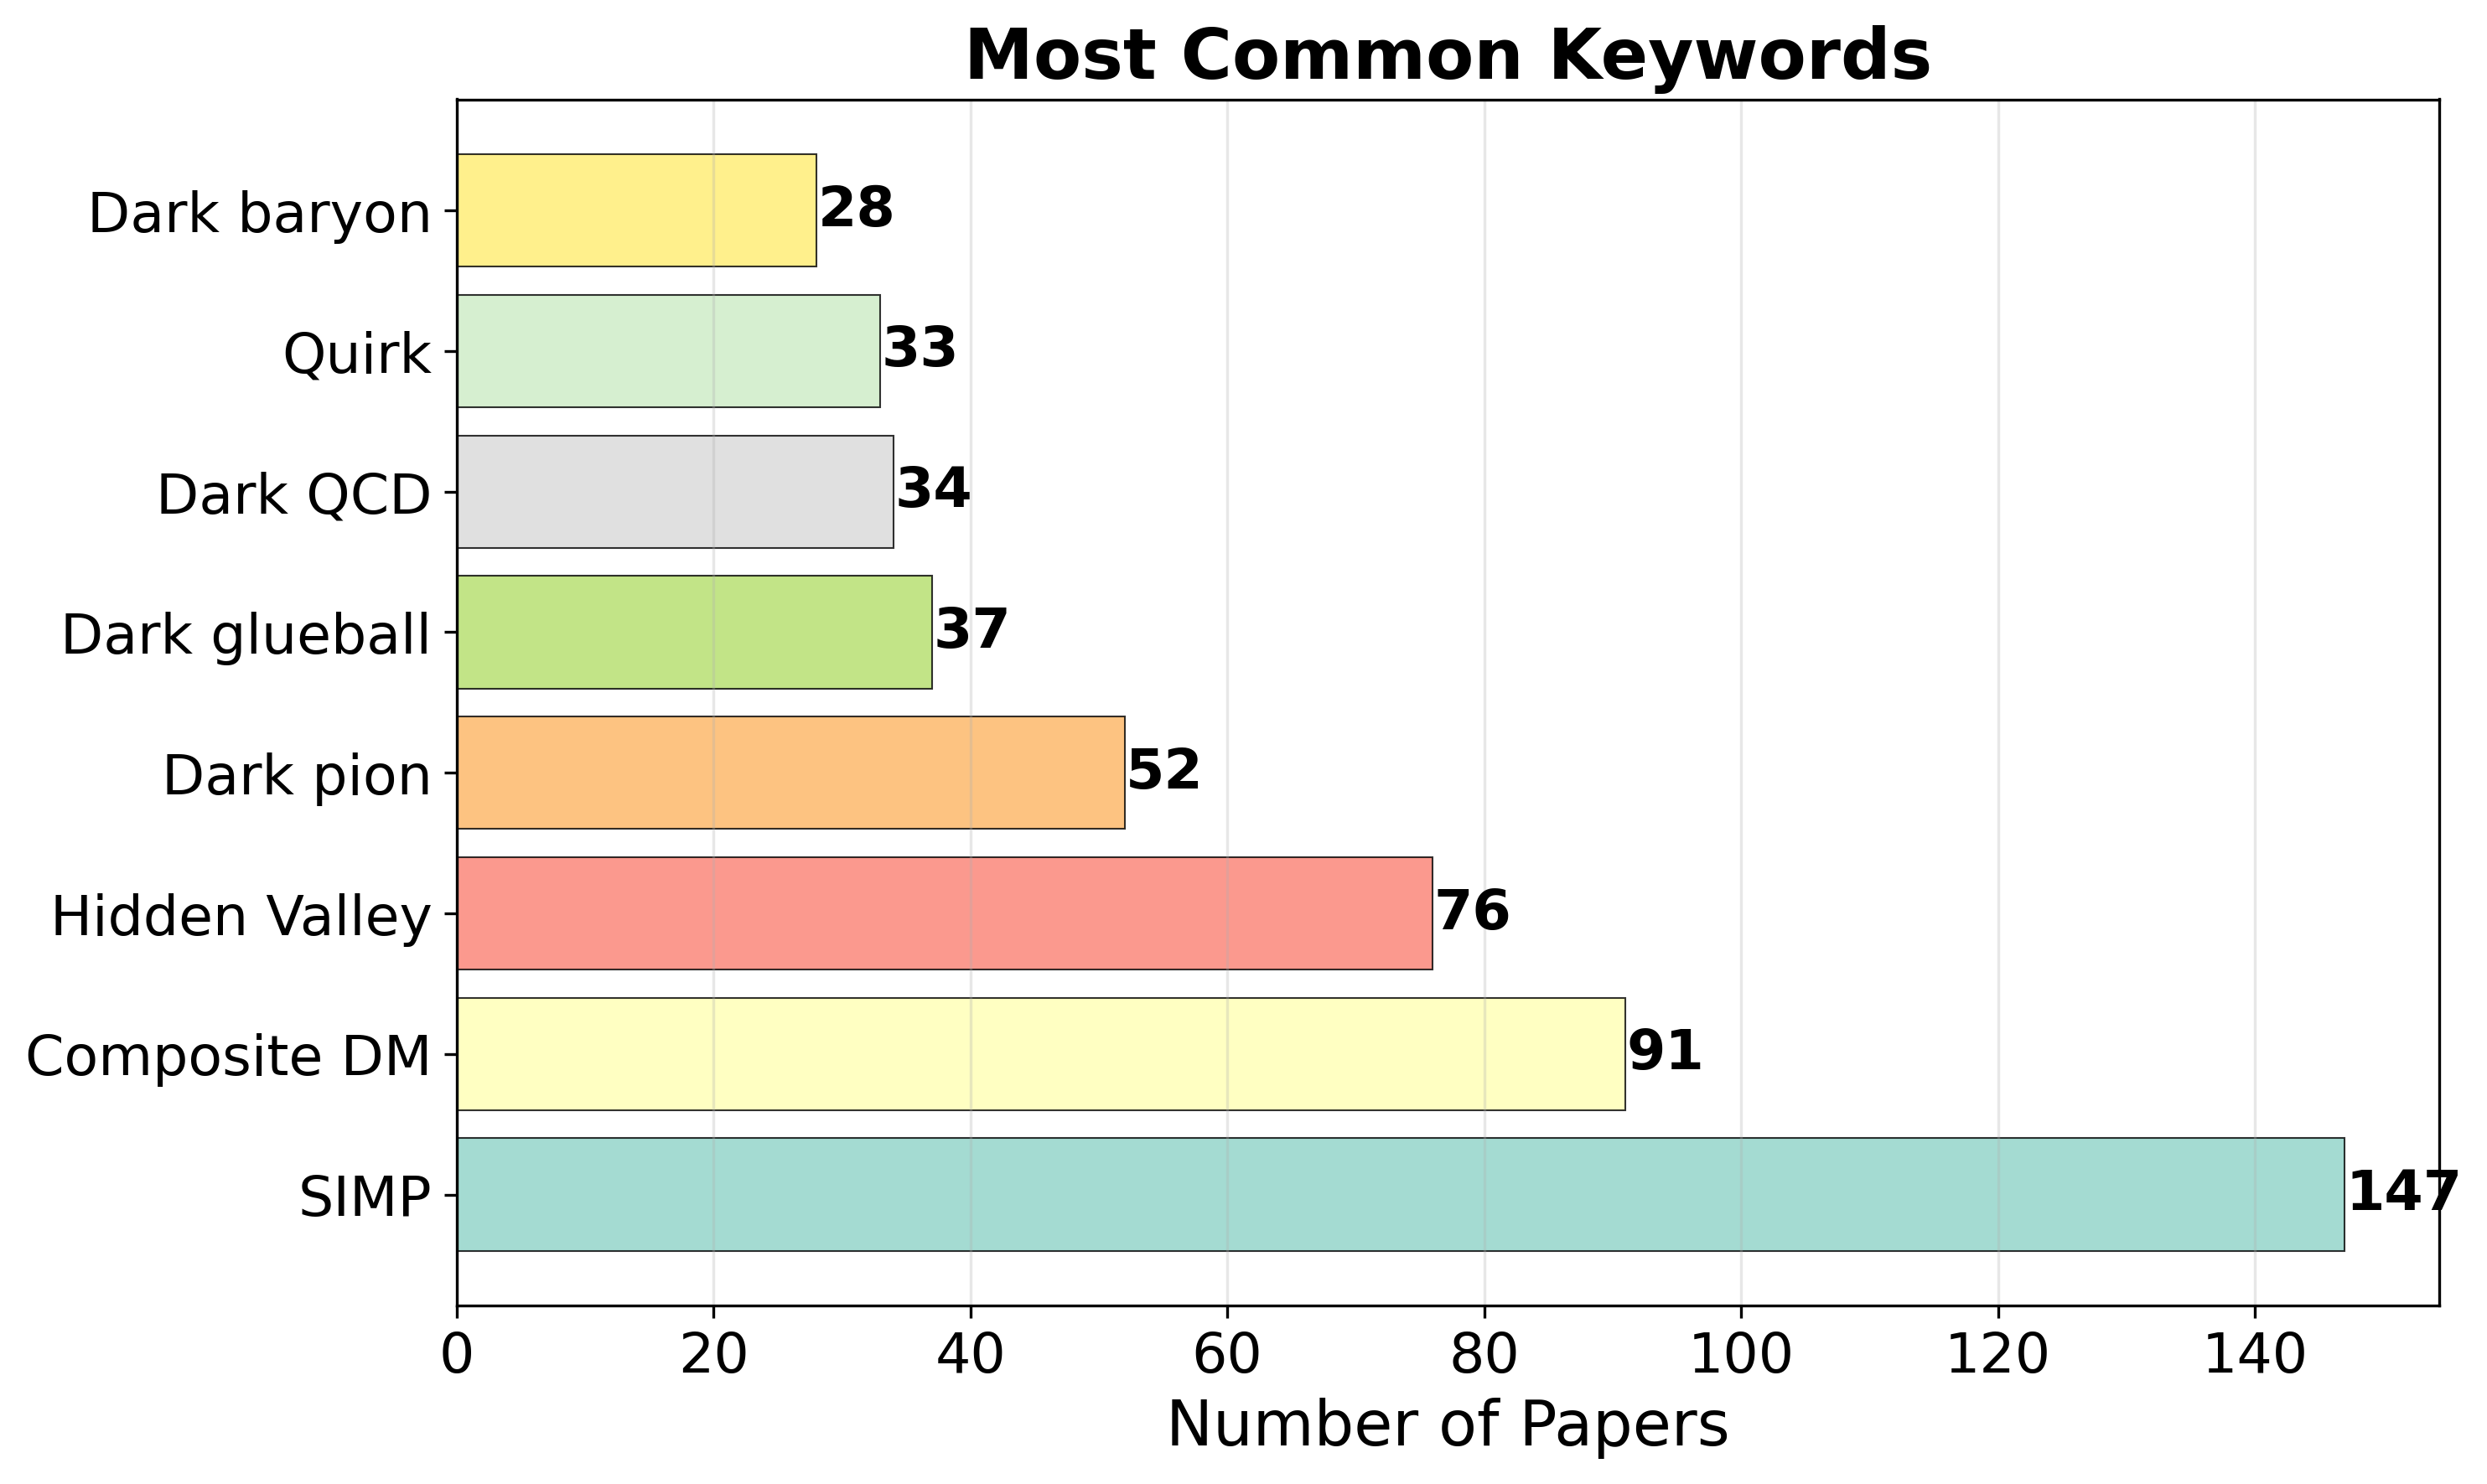 Most Common Keywords
Dark baryon 28
Quirk 33
Dark QCD 34
Dark glueball 37
Dark pion 52
Hidden Valley 76
Composite DM 91
SIMP 147
0 20 40 60 80 100 120 140
Number of Papers